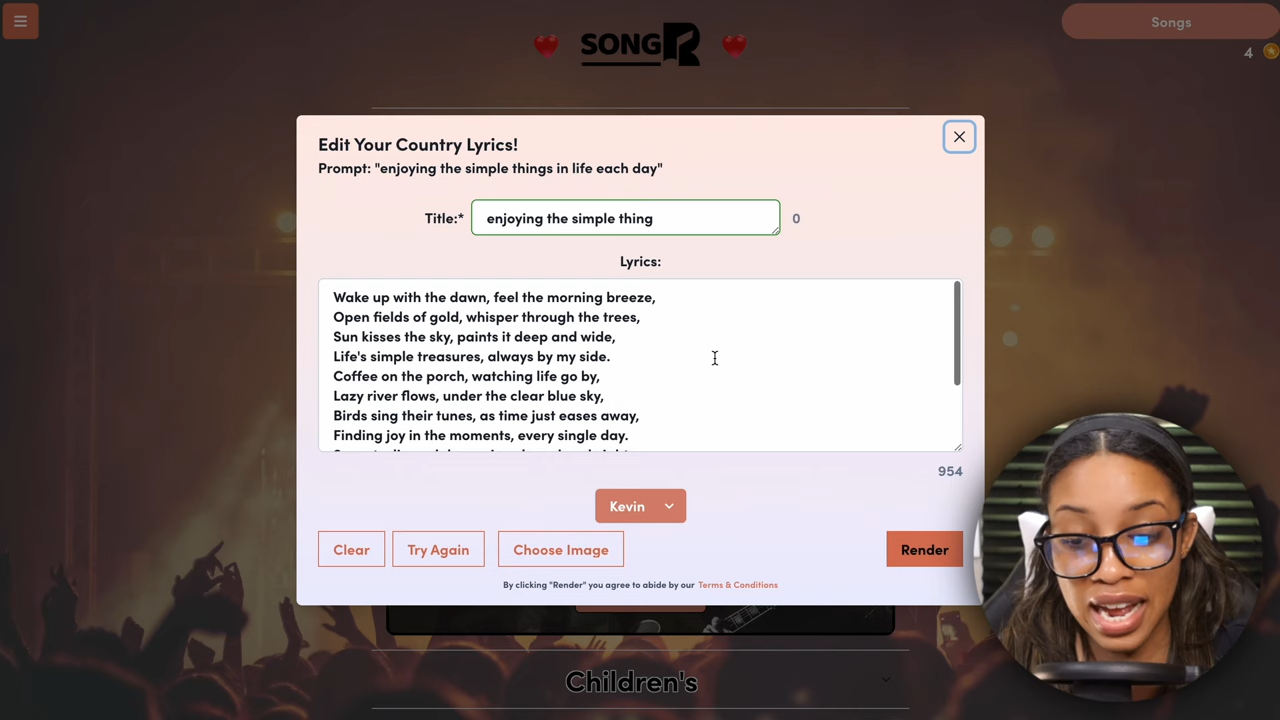 SONGR
Songs
4
Edit Your Country Lyrics!
Prompt: "enjoying the simple things in life each day"
Title:* enjoying the simple thing 0
Lyrics:
Wake up with the dawn, feel the morning breeze,
Open fields of gold, whisper through the trees,
Sun kisses the sky, paints it deep and wide,
Life's simple treasures, always by my side.
Coffee on the porch, watching life go by,
Lazy river flows, under the clear blue sky,
Birds sing their tunes, as time just eases away,
Finding joy in the moments, every single day.
954
Kevin
Clear Try Again Choose Image Render
By clicking "Render" you agree to abide by our Terms & Conditions
Children's